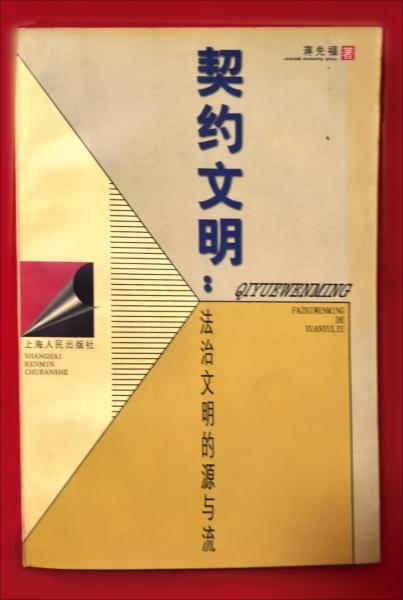 蒋先福 著
JIANG XIANFU ZHU
契约文明：
法治文明的源与流
QIYUEWENMING
FAZHIWENMING
DE
YUANYULIU
上海人民出版社
SHANGHAI
RENMIN
CHUBANSHE